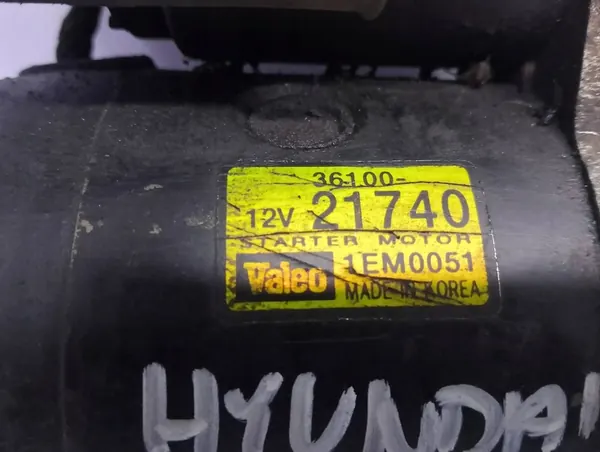 36100-
12V 21740
STARTER MOTOR
Valeo 1EM0051
MADE IN KOREA
HYUNDAI